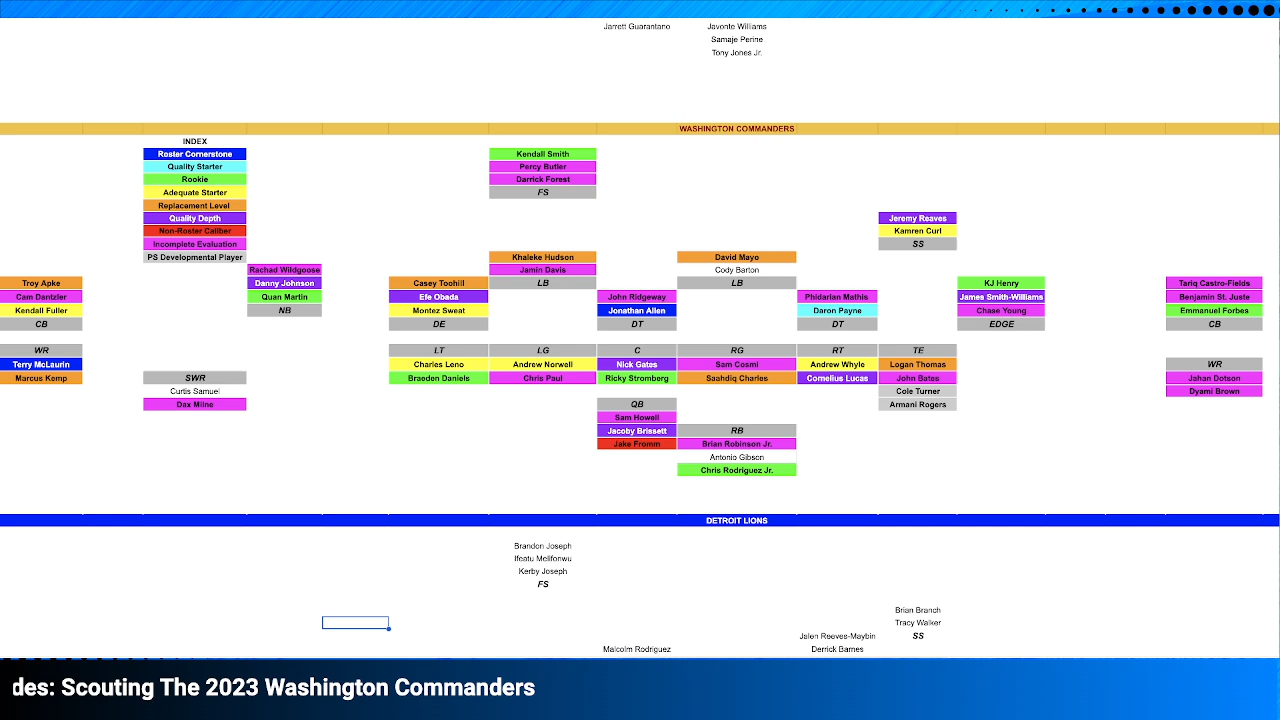 Jarrett Guarantano
Javonte Williams
Samaje Perine
Tony Jones Jr.
WASHINGTON COMMANDERS
INDEX
Roster Cornerstone
Quality Starter
Rookie
Adequate Starter
Replacement Level
Quality Depth
Non-Roster Caliber
Incomplete Evaluation
PS Developmental Player
Kendall Smith
Percy Butler
Darrick Forest
FS
Jeremy Reaves
Kamren Curl
SS
Rachad Wildgoose
Danny Johnson
Quan Martin
NB
Khaleke Hudson
Jamin Davis
LB
David Mayo
Cody Barton
LB
Troy Apke
Cam Dantzler
Kendall Fuller
CB
Casey Toohill
Efe Obada
Montez Sweat
DE
John Ridgeway
Jonathan Allen
DT
Phidarian Mathis
Daron Payne
DT
KJ Henry
James Smith-Williams
Chase Young
EDGE
Tariq Castro-Fields
Benjamin St. Juste
Emmanuel Forbes
CB
WR
Terry McLaurin
Marcus Kemp
SWR
Curtis Samuel
Dax Milne
LT
Charles Leno
Braeden Daniels
LG
Andrew Norwell
Chris Paul
C
Nick Gates
Ricky Stromberg
RG
Sam Cosmi
Saahdiq Charles
RT
Andrew Whyle
Cornelius Lucas
TE
Logan Thomas
John Bates
Cole Turner
Armani Rogers
WR
Jahan Dotson
Dyami Brown
QB
Sam Howell
Jacoby Brissett
Jake Fromm
RB
Brian Robinson Jr.
Antonio Gibson
Chris Rodriguez Jr.
DETROIT LIONS
Brandon Joseph
Ifeatu Melifonwu
Kerby Joseph
FS
Brian Branch
Tracy Walker
SS
Jalen Reeves-Maybin
Derrick Barnes
Malcolm Rodriguez
des: Scouting The 2023 Washington Commanders